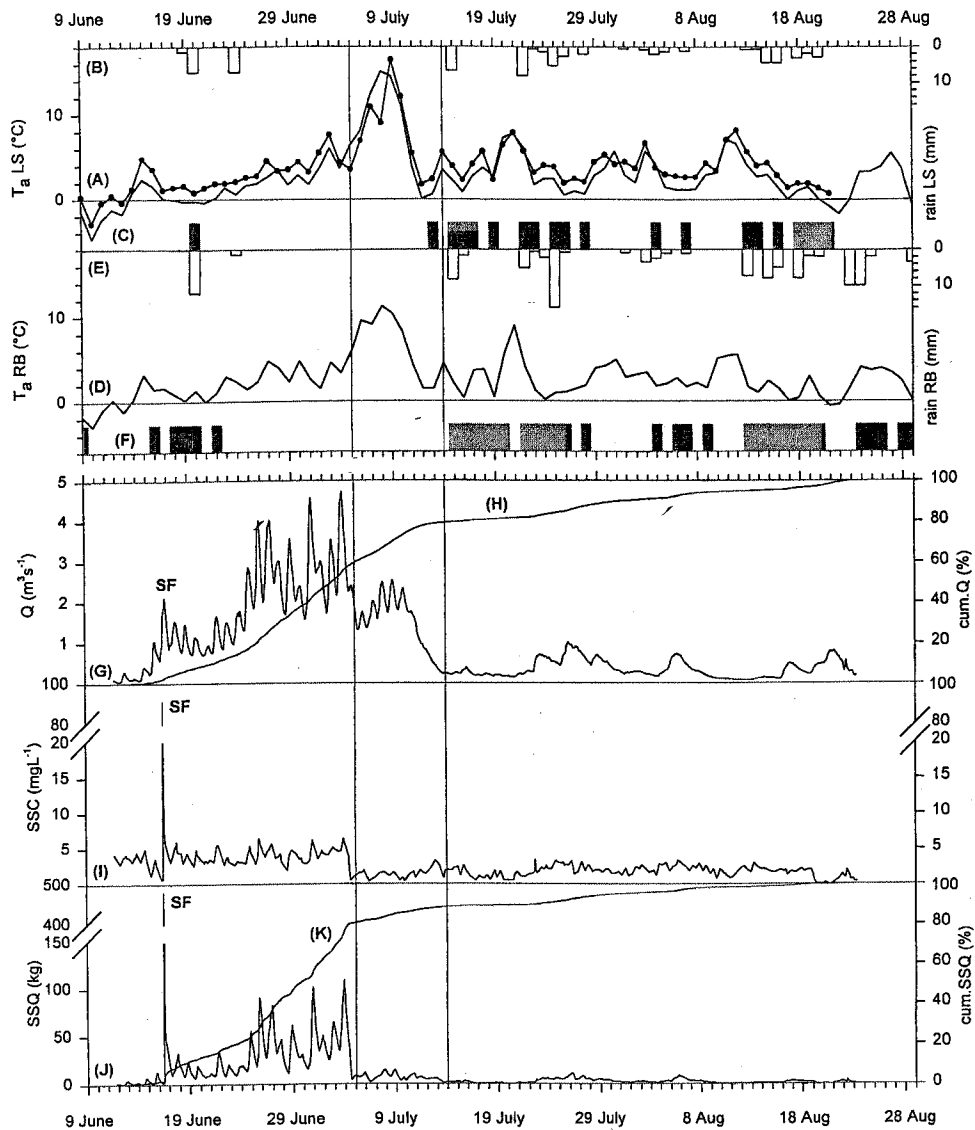 9 June 19 June 29 June 9 July 19 July 29 July 8 Aug 18 Aug 28 Aug
(B)
0
10
rain LS (mm)
Ta LS (°C)
10
0
(A)
(C)
0
(E)
10
rain RB (mm)
Ta RB (°C)
10
0
(D)
(F)
5
4
3
2
1
Q (m³s⁻¹)
SF
(H)
(G)
100
80
60
40
20
cum.Q (%)
100
80
20
15
10
5
SSC (mgL⁻¹)
SF
(I)
100
80
20
15
10
5
500
400
150
100
50
0
SSQ (kg)
SF
(K)
(J)
100
80
60
40
20
0
cum.SSQ (%)
9 June 19 June 29 June 9 July 19 July 29 July 8 Aug 18 Aug 28 Aug